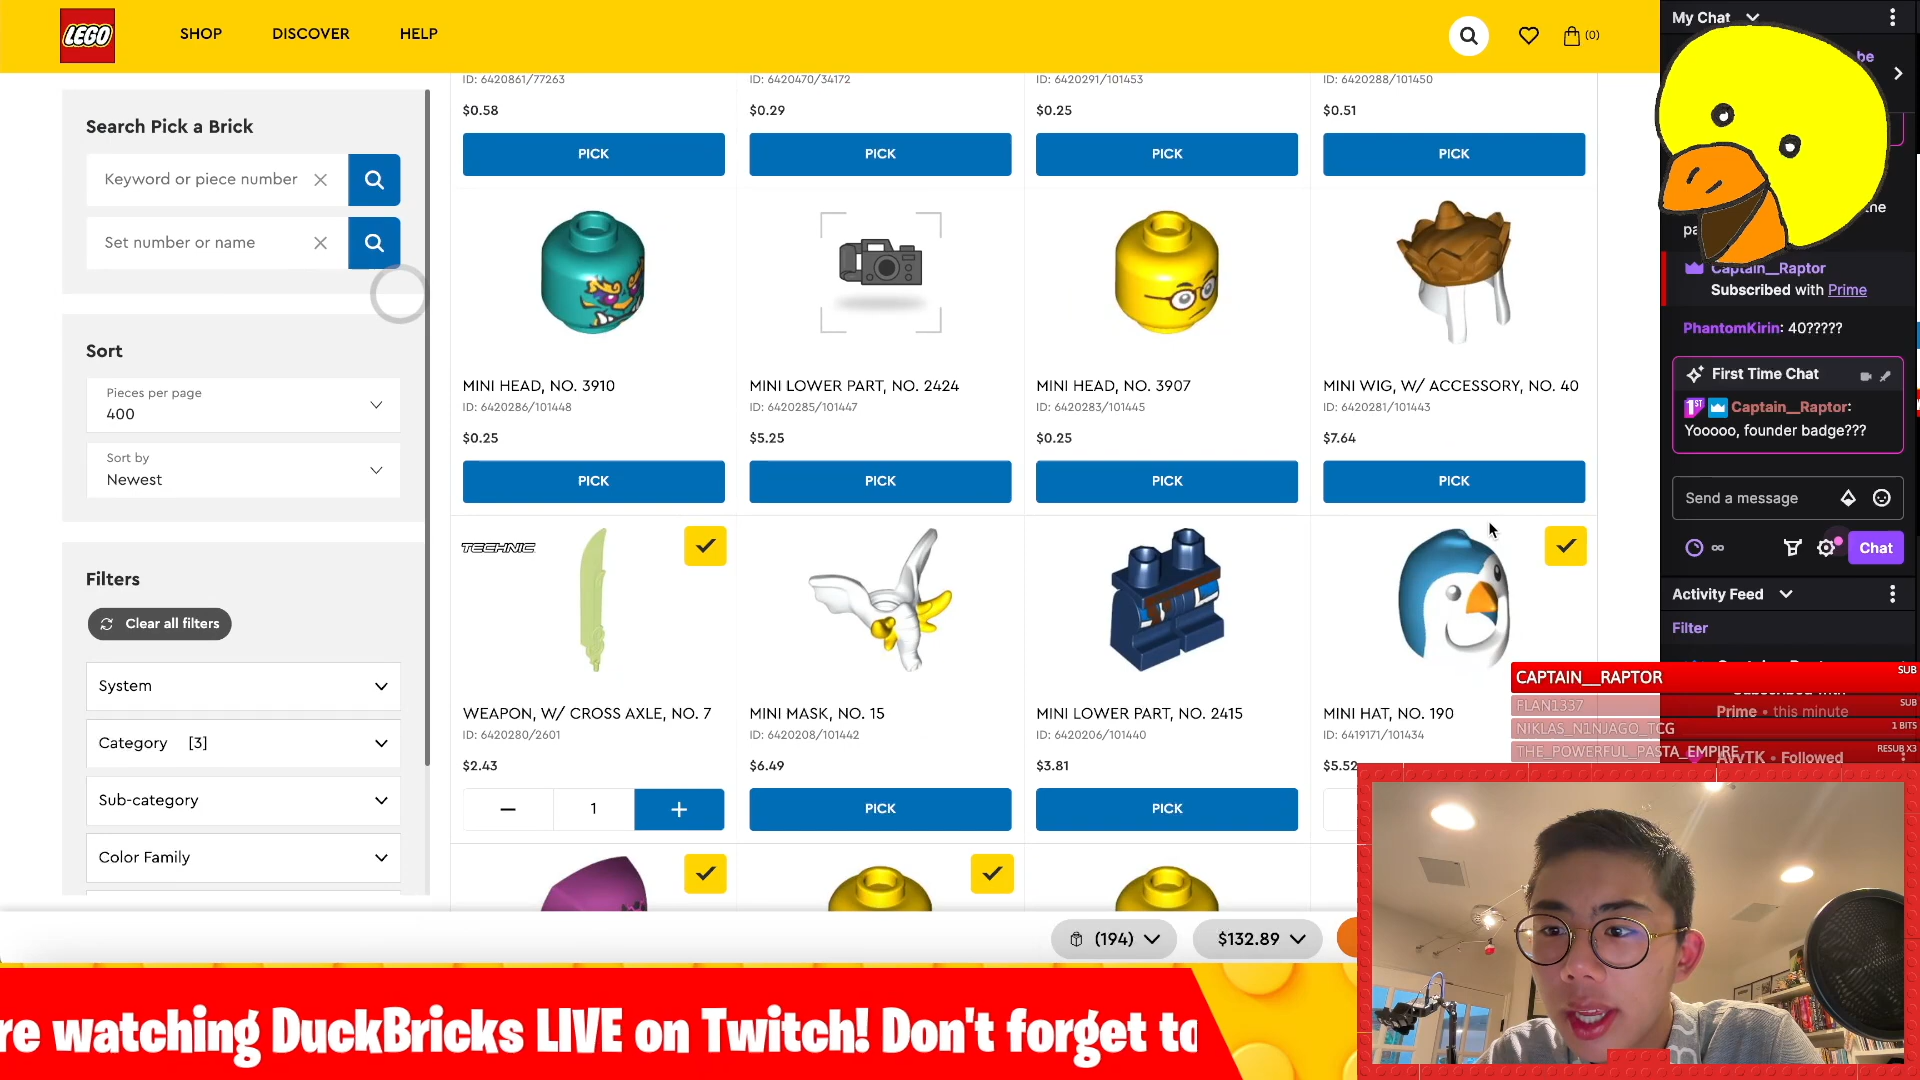 LEGO
SHOP
DISCOVER
HELP
(0)
Search Pick a Brick
Keyword or piece number
Set number or name
Sort
Pieces per page
400
Sort by
Newest
Filters
Clear all filters
System
Category [3]
Sub-category
Color Family
ID: 6420861/77263
$0.58
PICK
ID: 6420470/34172
$0.29
PICK
ID: 6420291/101453
$0.25
PICK
ID: 6420288/101450
$0.51
PICK
MINI HEAD, NO. 3910
ID: 6420286/101448
$0.25
PICK
MINI LOWER PART, NO. 2424
ID: 6420285/101447
$5.25
PICK
MINI HEAD, NO. 3907
ID: 6420283/101445
$0.25
PICK
MINI WIG, W/ ACCESSORY, NO. 40
ID: 6420281/101443
$7.64
PICK
TECHNIC
WEAPON, W/ CROSS AXLE, NO. 7
ID: 6420280/2601
$2.43
1
MINI MASK, NO. 15
ID: 6420208/101442
$6.49
PICK
MINI LOWER PART, NO. 2415
ID: 6420206/101440
$3.81
PICK
MINI HAT, NO. 190
ID: 6419171/101434
$5.52
(194)
$132.89
re watching DuckBricks LIVE on Twitch! Don't forget to
My Chat
be
the
pa
Captain__Raptor
Subscribed with Prime
PhantomKirin: 40?????
First Time Chat
1ST Captain__Raptor:
Yooooo, founder badge???
Send a message
Chat
Activity Feed
Filter
CAPTAIN__RAPTOR SUB
FLAN1337 SUB
Prime • this minute
NIKLAS_N1NJAGO_TCG 1 BITS
THE_POWERFUL_PASTA_EMPIRE RESUB X3
AvyTK • Followed